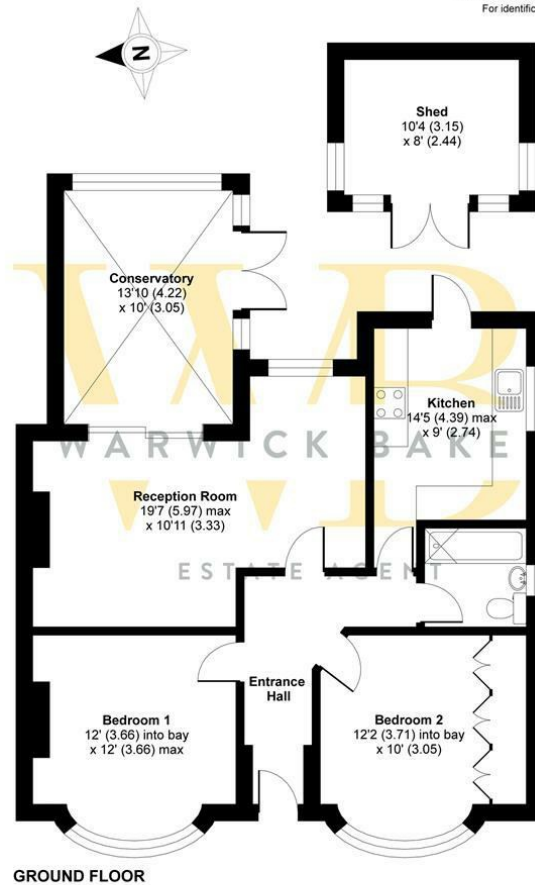 For identific
N
Shed
10'4 (3.15)
x 8' (2.44)
Conservatory
13'10 (4.22)
x 10' (3.05)
Kitchen
14'5 (4.39) max
x 9' (2.74)
WB
WARWICK BAKE
ESTATE AGENT
Reception Room
19'7 (5.97) max
x 10'11 (3.33)
Entrance
Hall
Bedroom 1
12' (3.66) into bay
x 12' (3.66) max
Bedroom 2
12'2 (3.71) into bay
x 10' (3.05)
GROUND FLOOR